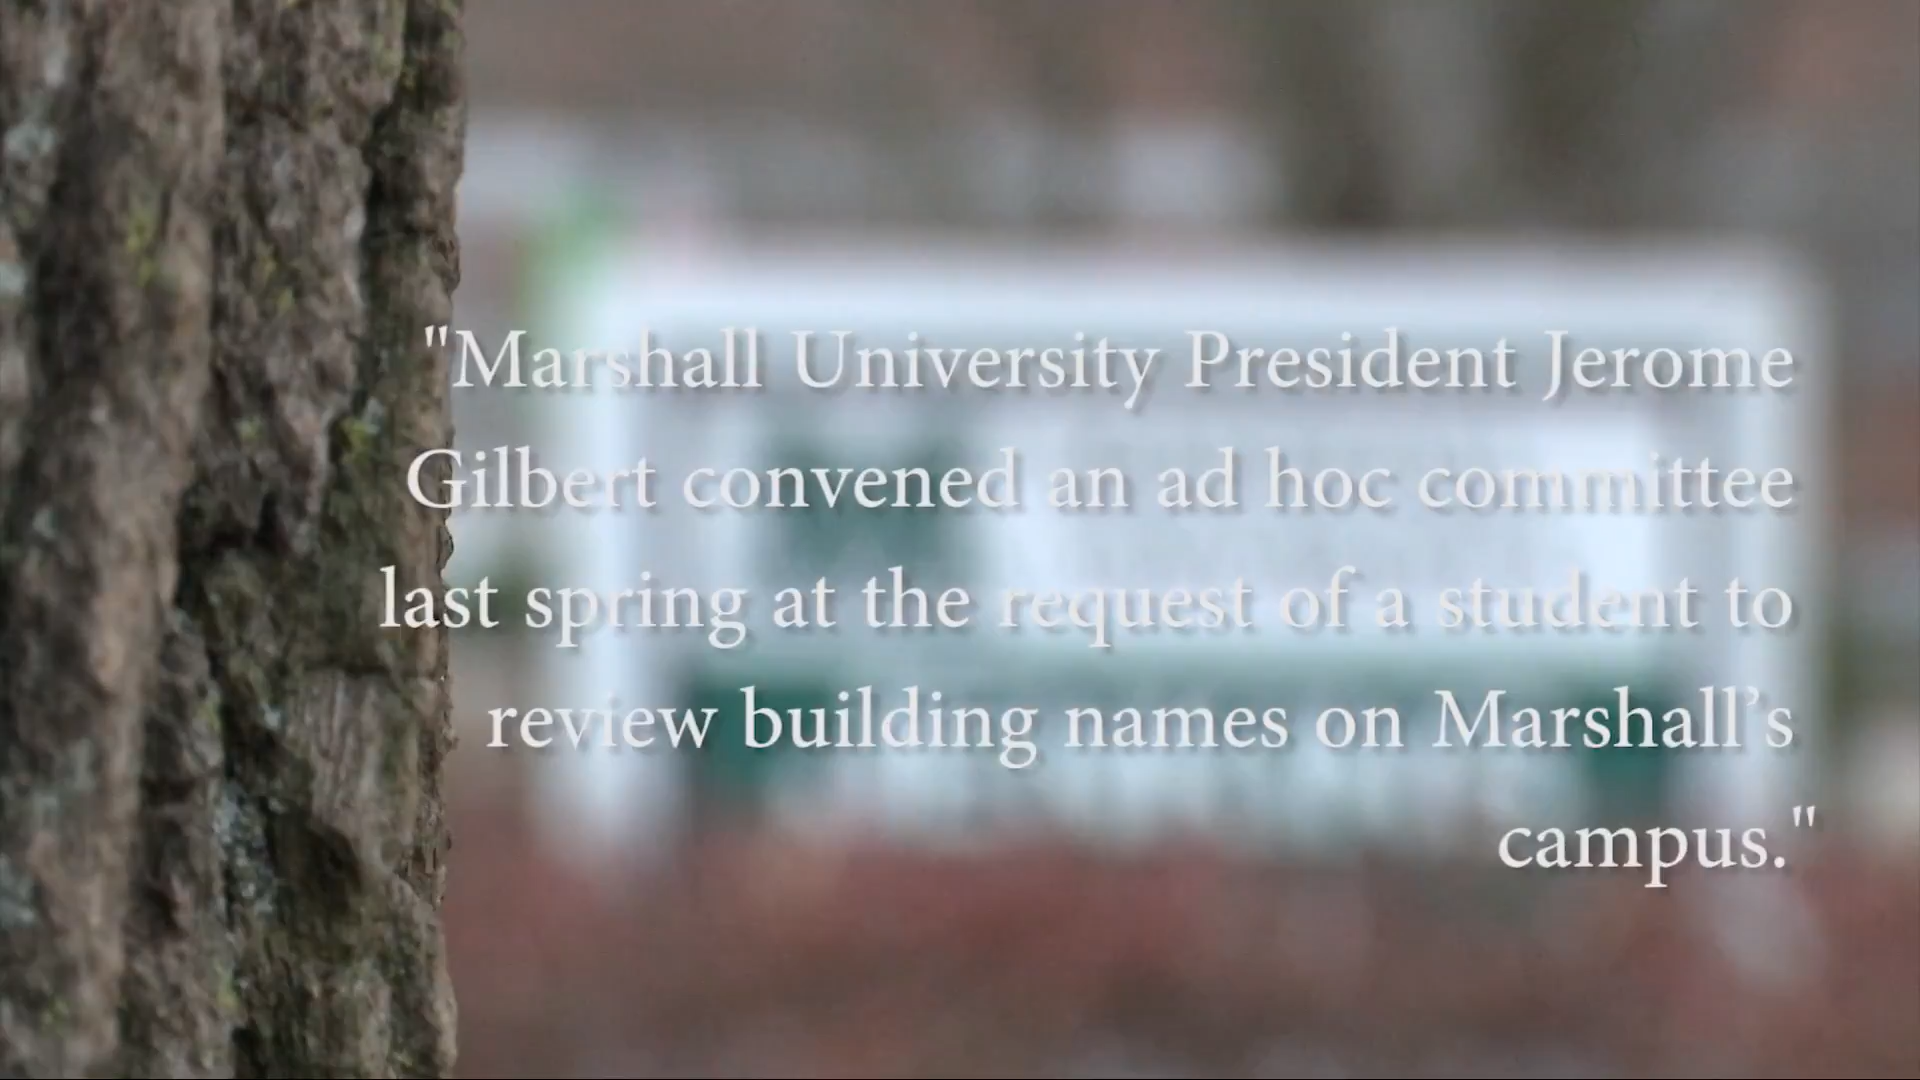 "Marshall University President Jerome
Gilbert convened an ad hoc committee
last spring at the request of a student to
review building names on Marshall’s
campus."